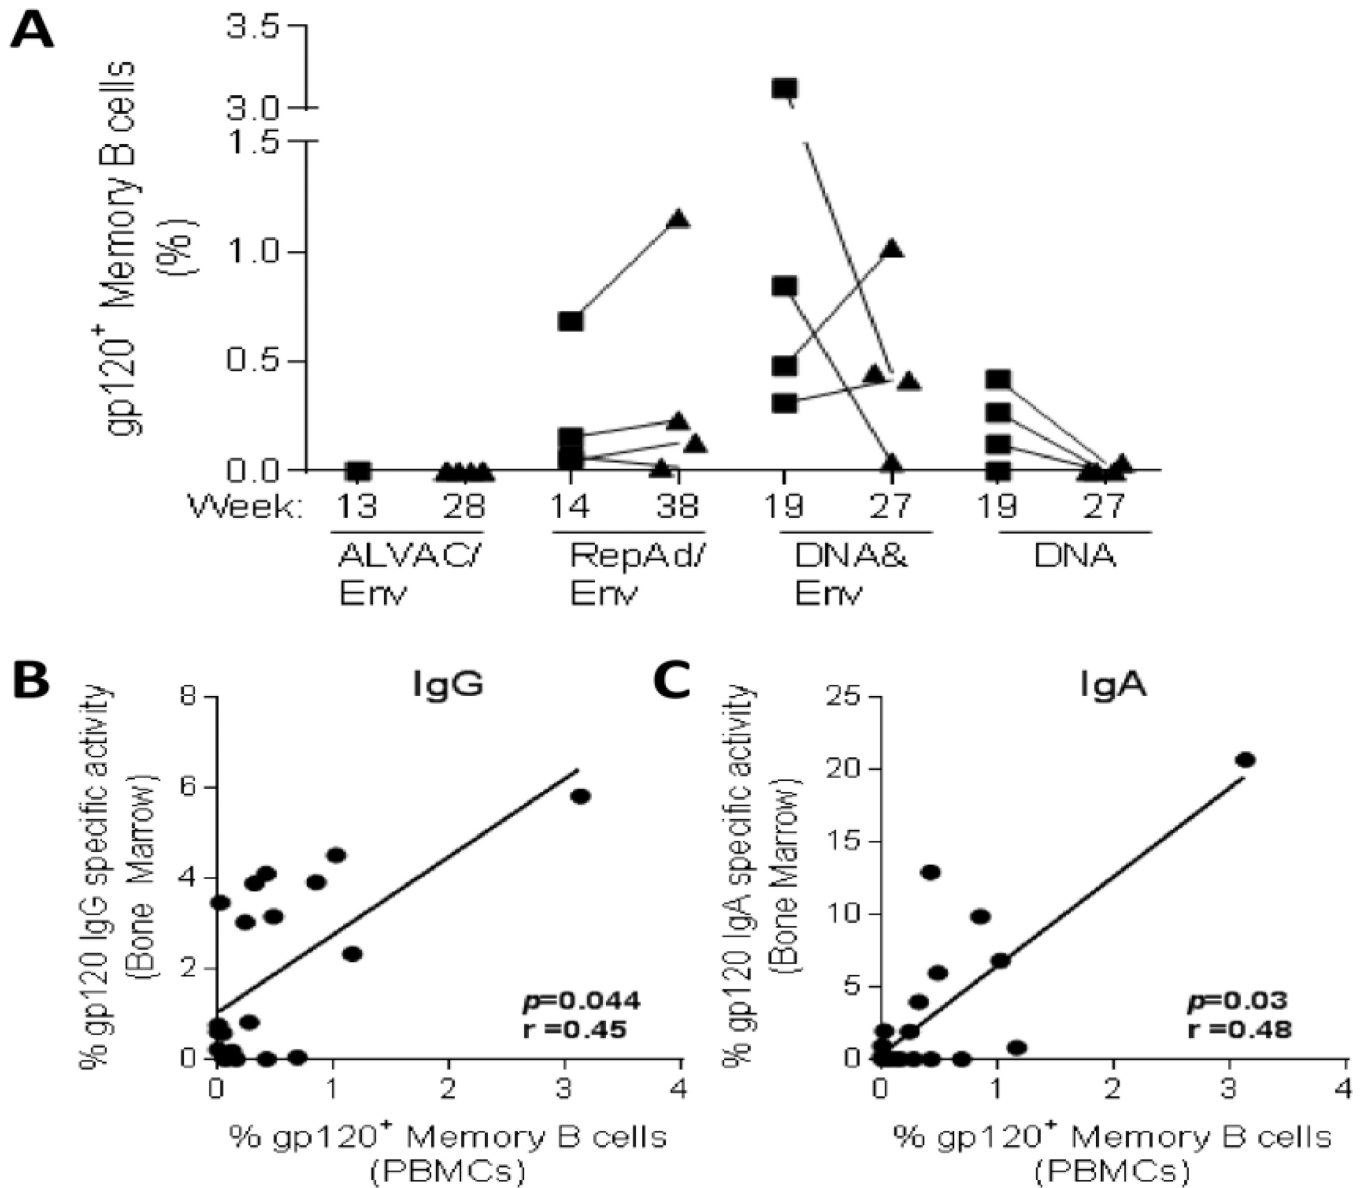 A
gp120+ Memory B cells
(%)
3.5
3.0
1.5
1.0
0.5
0.0
Week: 13 28 14 38 19 27 19 27
ALVAC/ RepAd/ DNA& DNA
Env Env Env
B
IgG
% gp120 IgG specific activity
(Bone Marrow)
8
6
4
2
0
p=0.044
r =0.45
0 1 2 3 4
% gp120+ Memory B cells
(PBMCs)
C
IgA
% gp120 IgA specific activity
(Bone Marrow)
25
20
15
10
5
0
p=0.03
r =0.48
0 1 2 3 4
% gp120+ Memory B cells
(PBMCs)